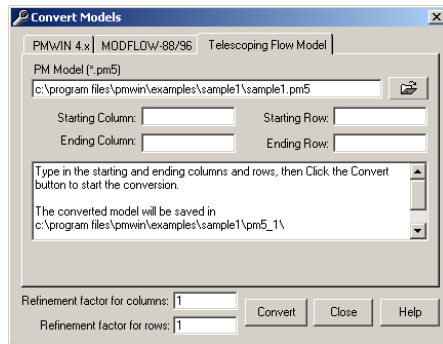 Convert Models
PMWIN 4.x MODFLOW-88/96 Telescoping Flow Model
PM Model (*.pm5)
c:\program files\pmwin\examples\sample1\sample1.pm5
Starting Column: Starting Row:
Ending Column: Ending Row:
Type in the starting and ending columns and rows, then Click the Convert
button to start the conversion.
The converted model will be saved in
c:\program files\pmwin\examples\sample1\pm5_1\
Refinement factor for columns: 1
Refinement factor for rows: 1
Convert Close Help